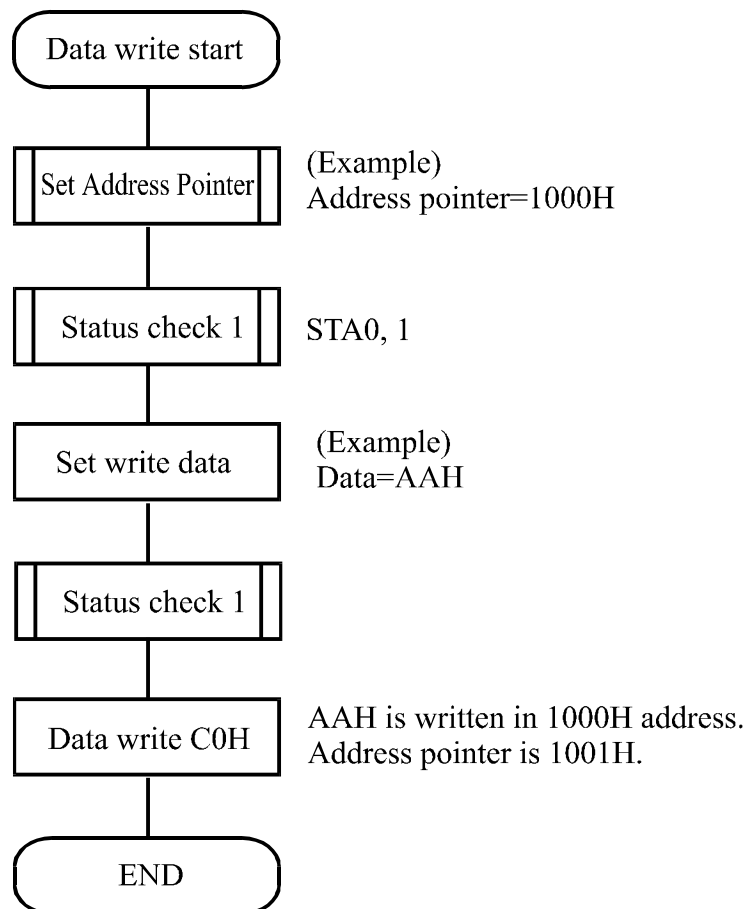 Data write start
Set Address Pointer
(Example)
Address pointer=1000H
Status check 1
STA0, 1
Set write data
(Example)
Data=AAH
Status check 1
Data write C0H
AAH is written in 1000H address.
Address pointer is 1001H.
END